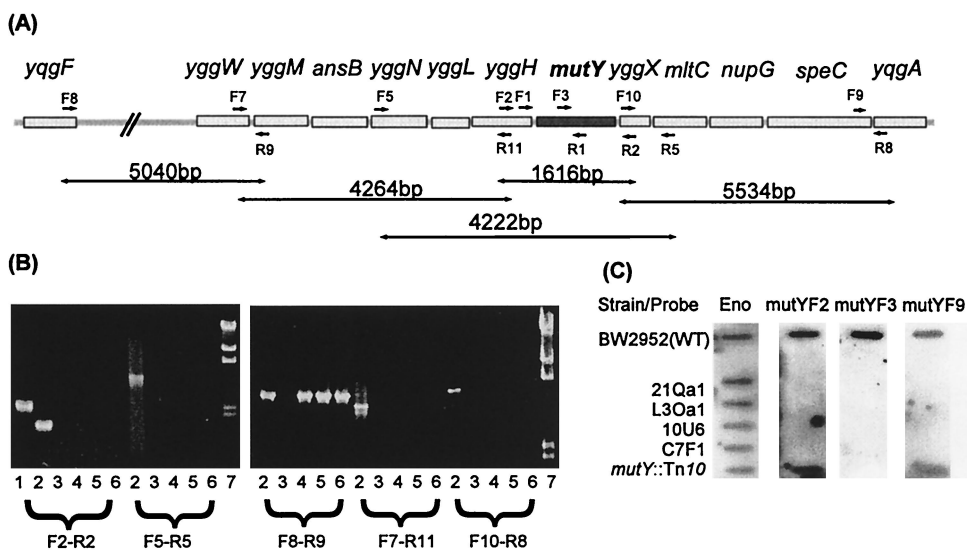 (A)
yqgF yggW yggM ansB yggN yggL yggH mutY yggX mltC nupG speC yqgA
F8 F7 F5 F2 F1 F3 F10 F9
R9 R11 R1 R2 R5 R8
5040bp 1616bp
4264bp 5534bp
4222bp
(B)
1 2 3 4 5 6 2 3 4 5 6 7 2 3 4 5 6 2 3 4 5 6 2 3 4 5 6 7
F2-R2 F5-R5 F8-R9 F7-R11 F10-R8
(C)
Strain/Probe Eno mutYF2 mutYF3 mutYF9
BW2952(WT)
21Qa1
L3Oa1
10U6
C7F1
mutY::Tn10